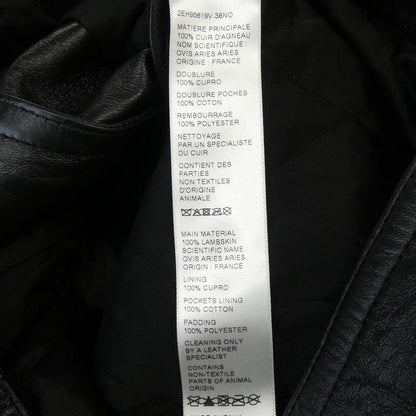 2EH95619V.38NO
MATIERE PRINCIPALE
100% CUIR D'AGNEAU
NOM SCIENTIFIQUE
OVIS ARIES ARIES
ORIGINE : FRANCE
DOUBLURE
100% CUPRO
DOUBLURE POCHES
100% COTON
REMBOURRAGE
100% POLYESTER
NETTOYAGE
PAR UN SPECIALISTE
DU CUIR
CONTIENT DES
PARTIES
NON TEXTILES
D'ORIGINE
ANIMALE
MAIN MATERIAL
100% LAMBSKIN
SCIENTIFIC NAME :
OVIS ARIES ARIES
ORIGIN : FRANCE
LINING
100% CUPRO
POCKETS LINING
100% COTTON
PADDING
100% POLYESTER
CLEANING ONLY
BY A LEATHER
SPECIALIST
CONTAINS
NON-TEXTILE
PARTS OF ANIMAL
ORIGIN